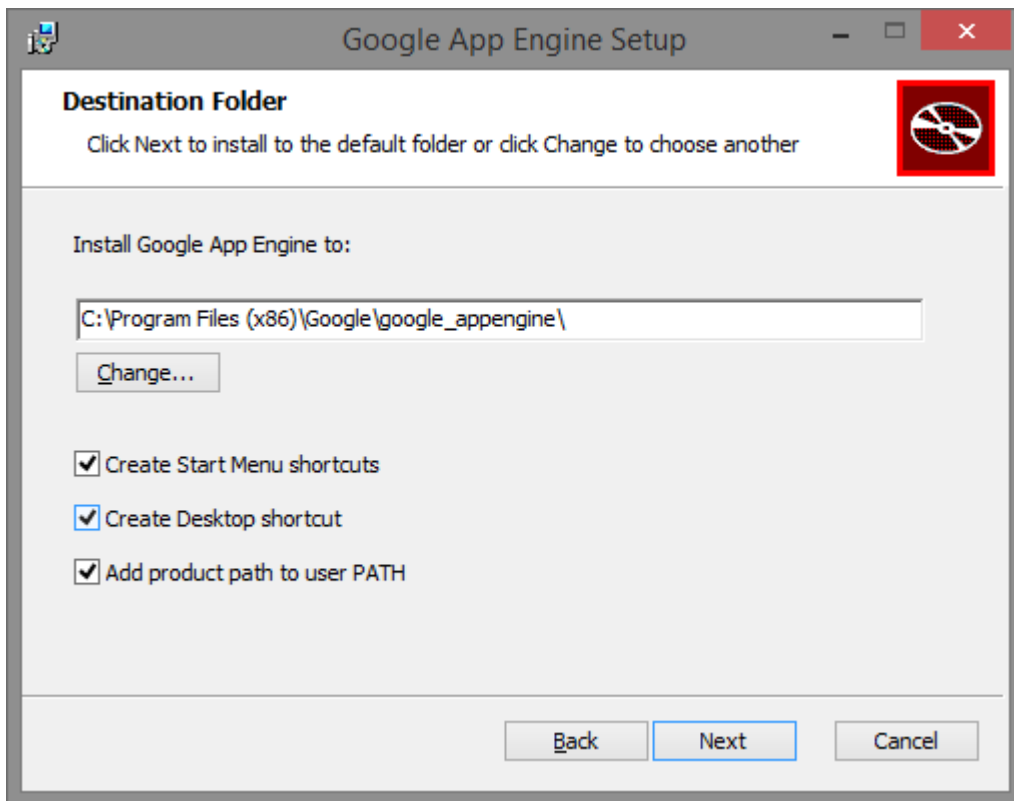 Google App Engine Setup
Destination Folder
Click Next to install to the default folder or click Change to choose another
Install Google App Engine to:
C:\Program Files (x86)\Google\google_appengine\
Change...
Create Start Menu shortcuts
Create Desktop shortcut
Add product path to user PATH
Back Next Cancel